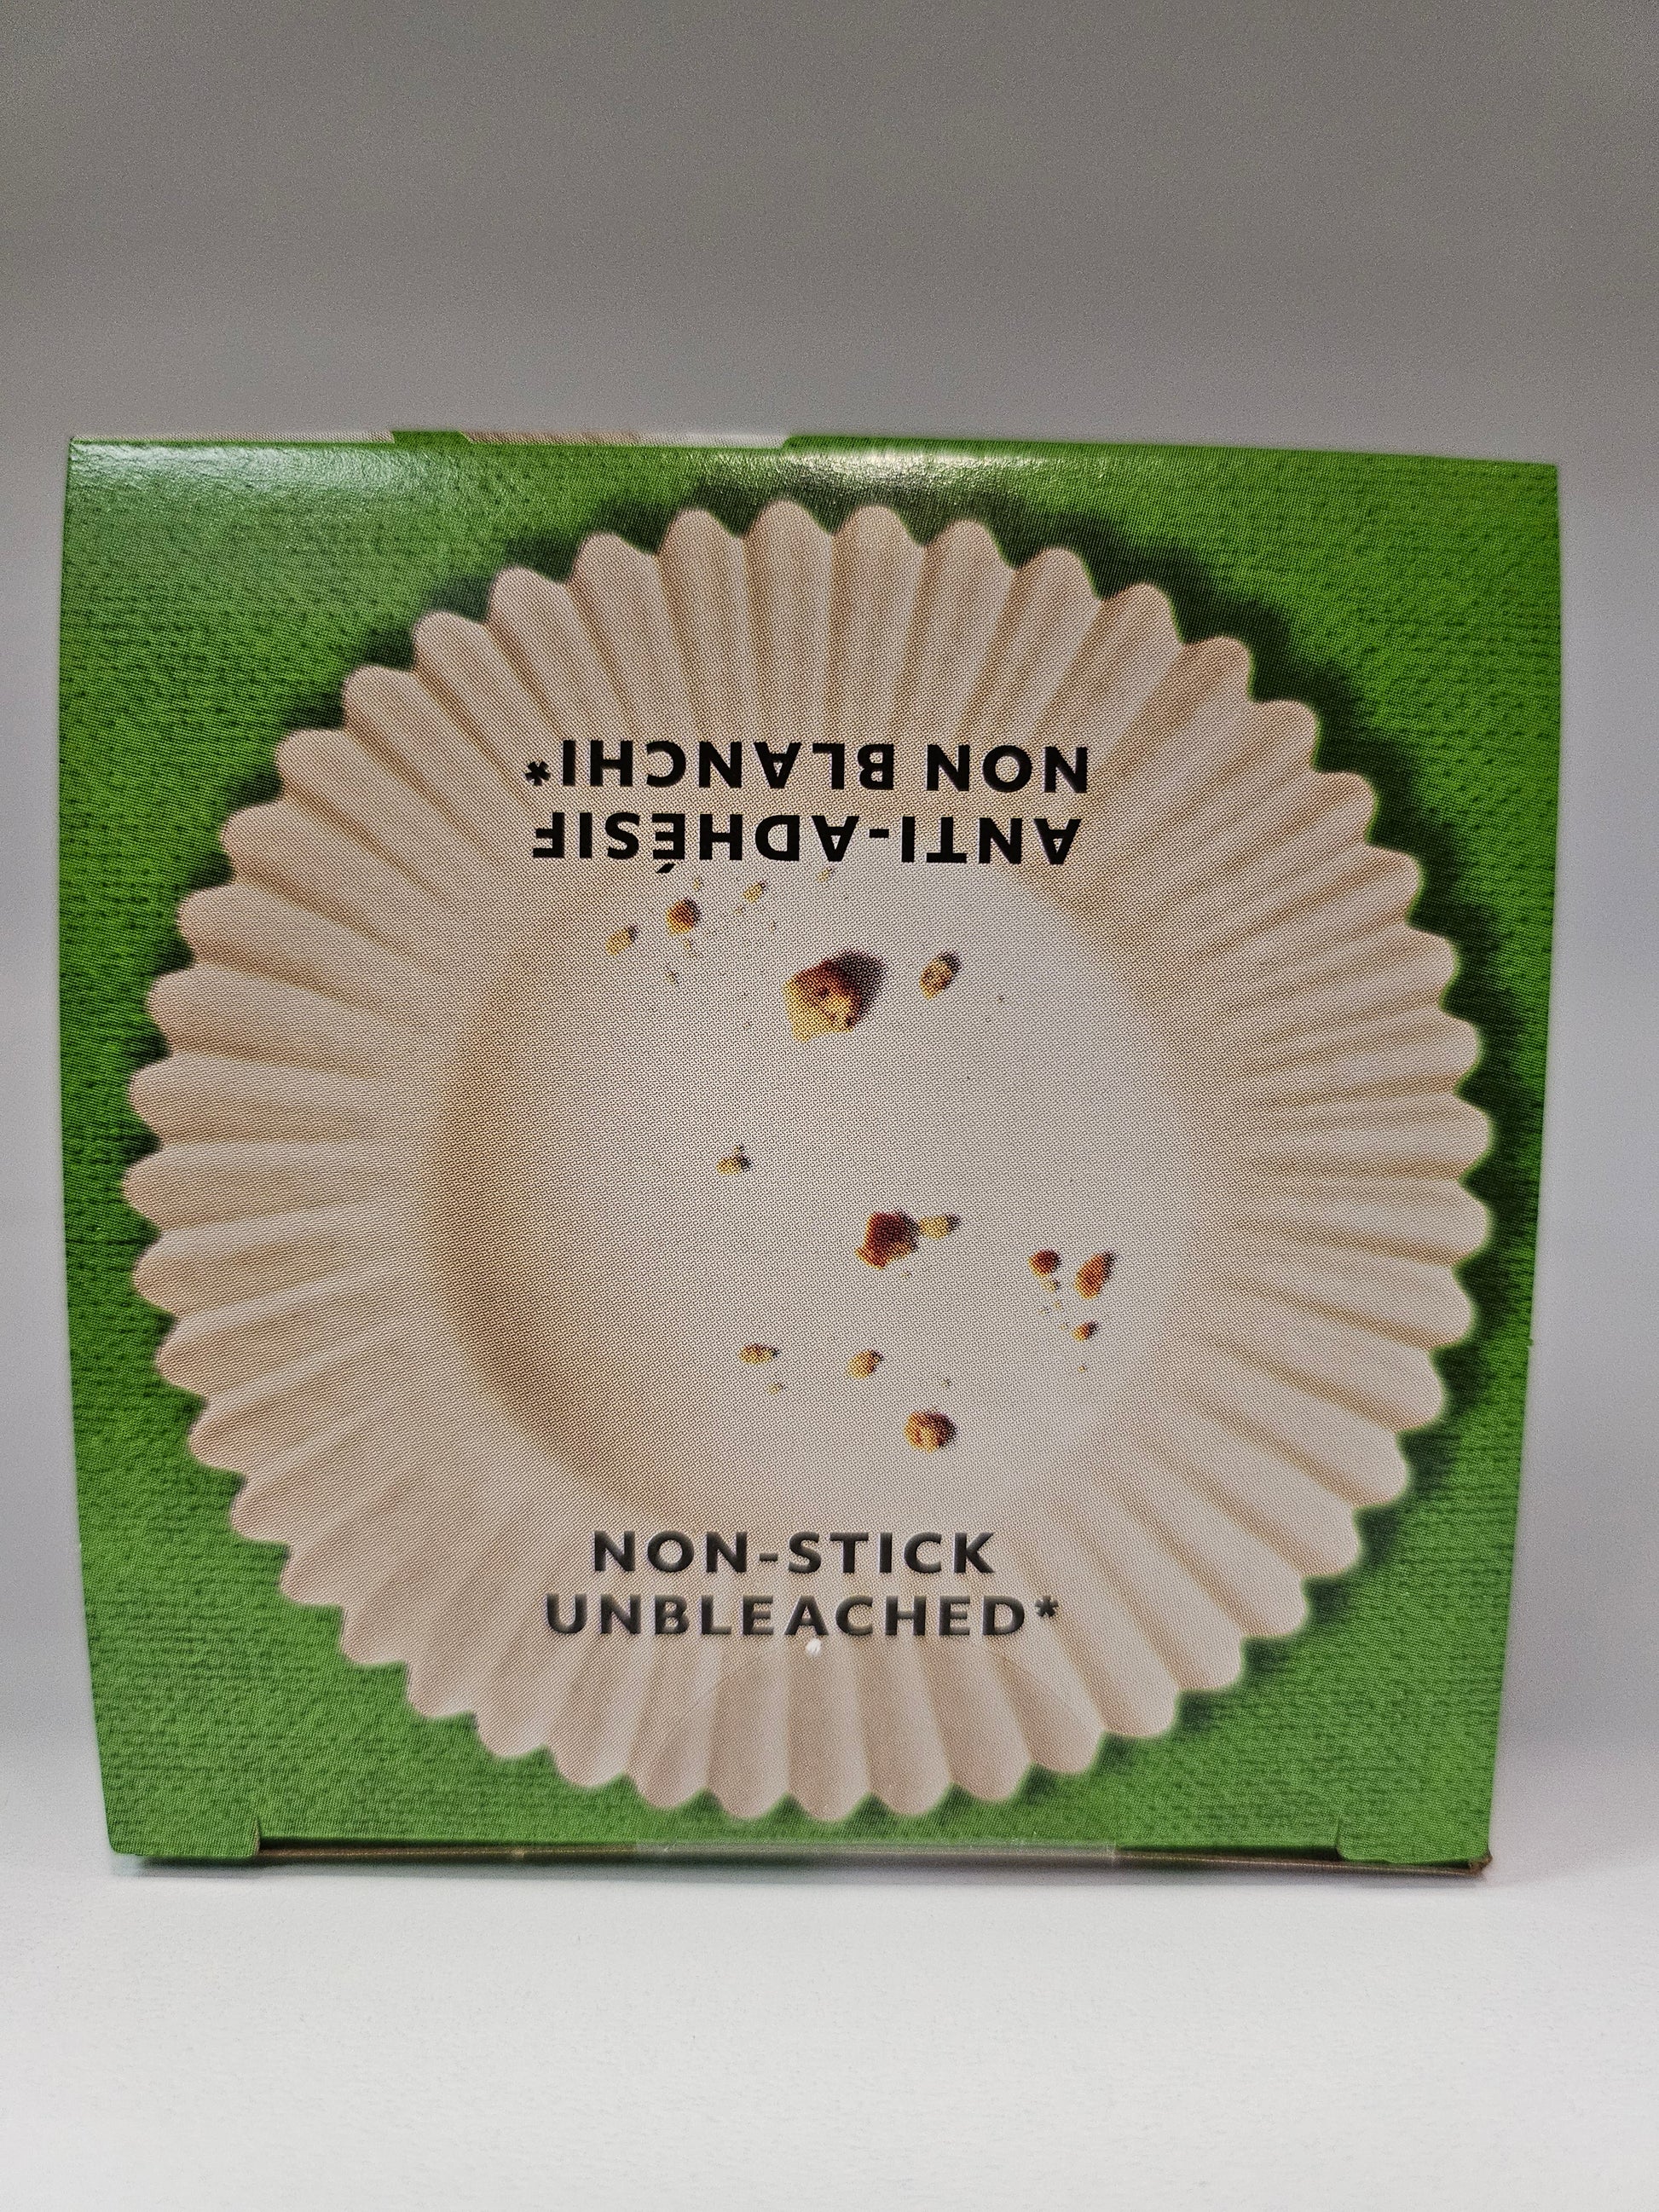 ANTI-ADHÉSIF
NON BLANCHI*
NON-STICK
UNBLEACHED*